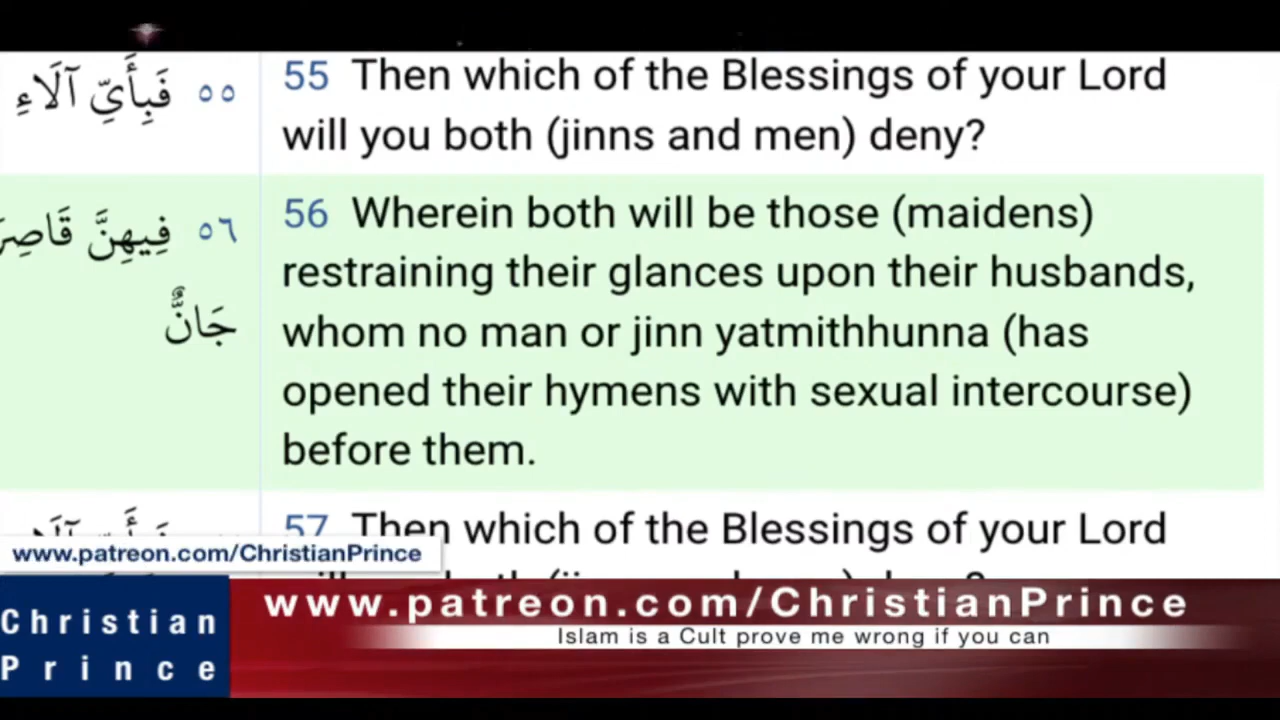 ٥٥ فَبِأَيِّ آلَاءِ
55 Then which of the Blessings of your Lord
will you both (jinns and men) deny?
٥٦ فِيهِنَّ
جَانٌّ
56 Wherein both will be those (maidens)
restraining their glances upon their husbands,
whom no man or jinn yatmithhunna (has
opened their hymens with sexual intercourse)
before them.
57 Then which of the Blessings of your Lord
www.patreon.com/ChristianPrince
Christian
Prince
www.patreon.com/ChristianPrince
Islam is a Cult prove me wrong if you can